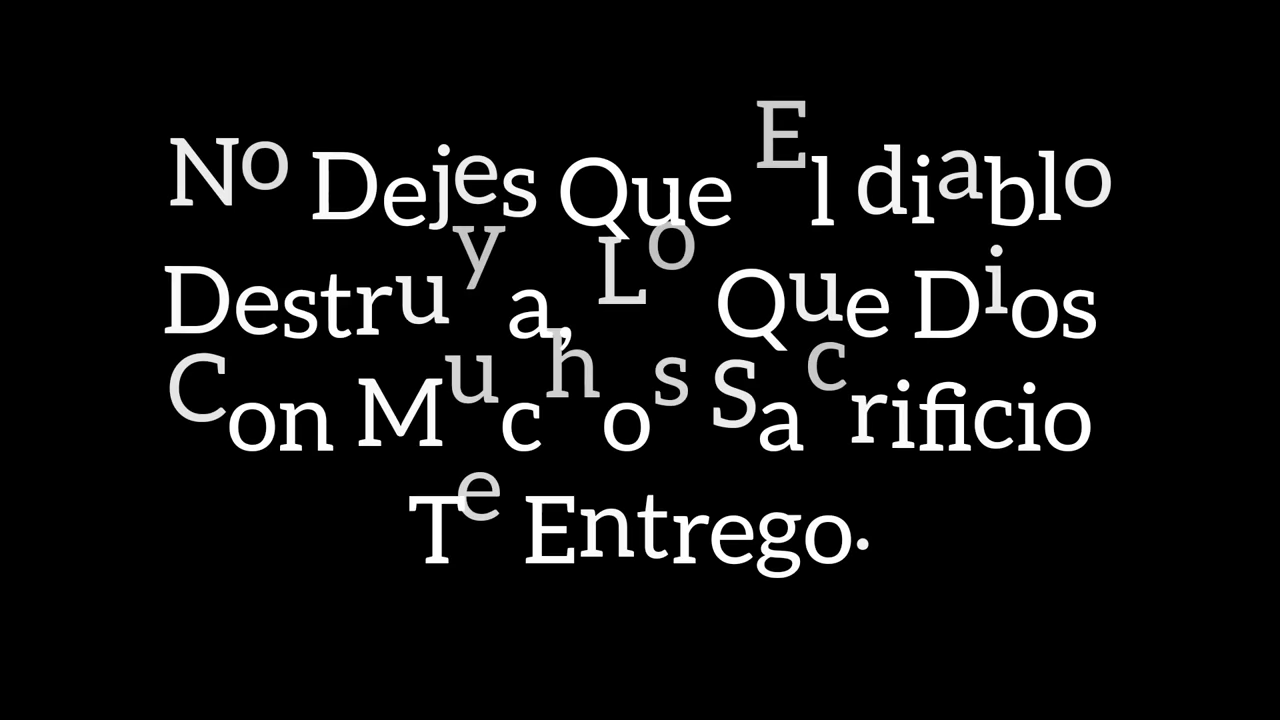 No Dejes Que El diablo
Destruya, Lo Que Dios
Con Muchos Sacrificio
Te Entrego.